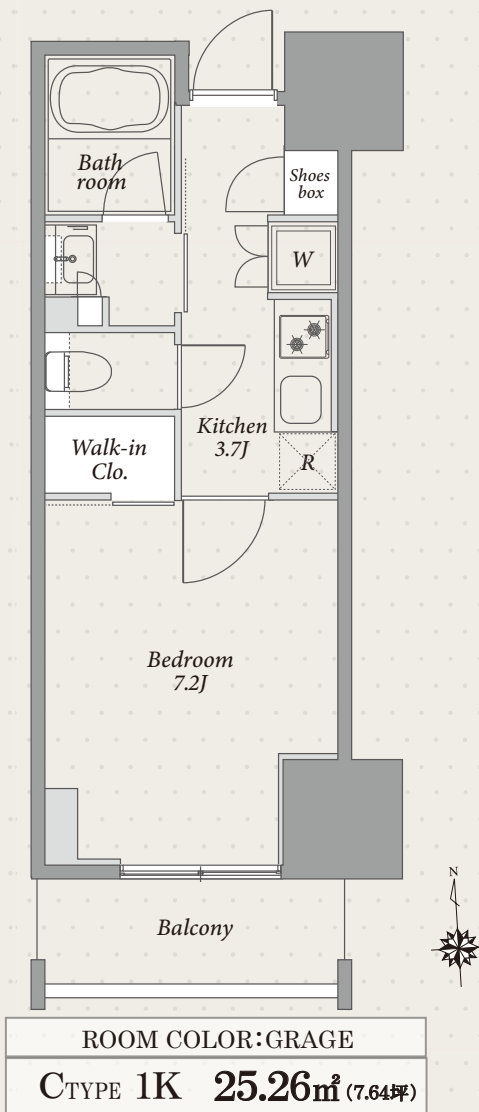 Bath
room
Shoes
box
W
Kitchen
3.7J
Walk-in
Clo.
R
Bedroom
7.2J
N
Balcony
ROOM COLOR:GRAGE
CTYPE 1K 25.26㎡ (7.64坪)